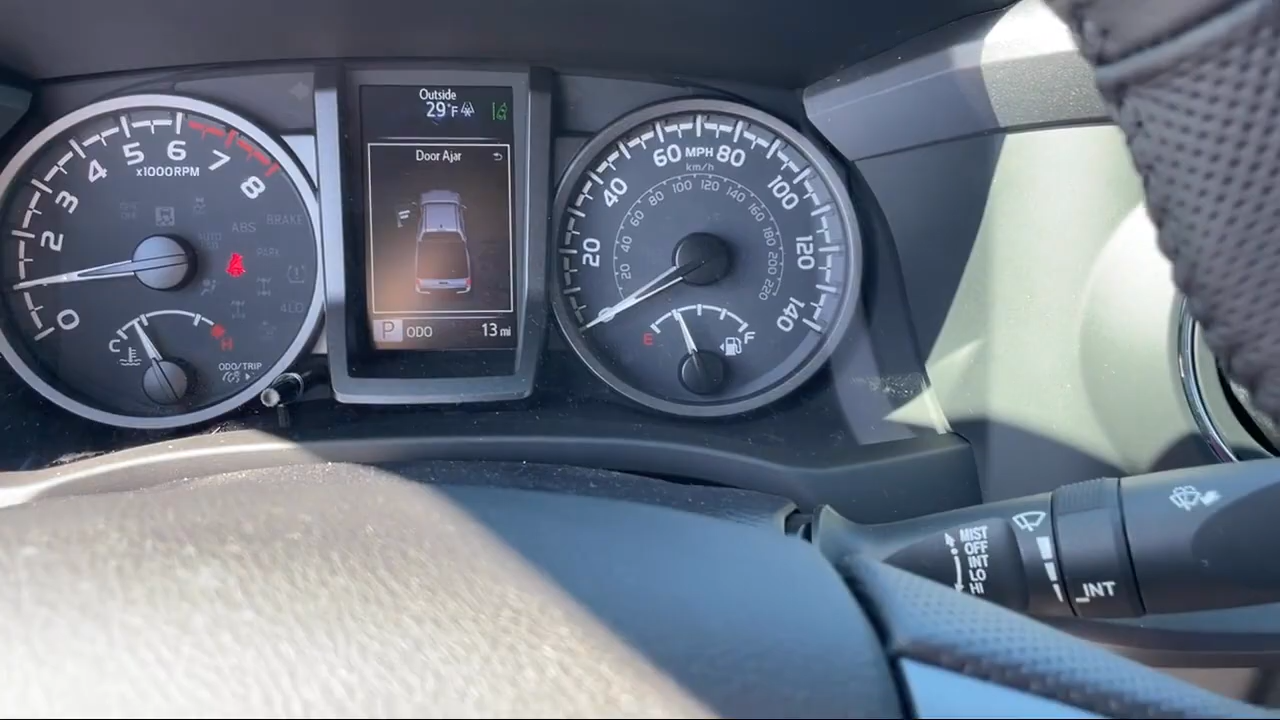 Outside
29°F
Door Ajar
P ODO 13 mi
0 1 2 3 4 5 6 7 8
x1000RPM
ABS
BRAKE
PARK
4LO
C H
ODO/TRIP
20 40 60 80 100 120 140
MPH
km/h
20 40 60 80 100 120 140 160 180 200 220
E F
MIST
OFF
INT
LO
HI
INT